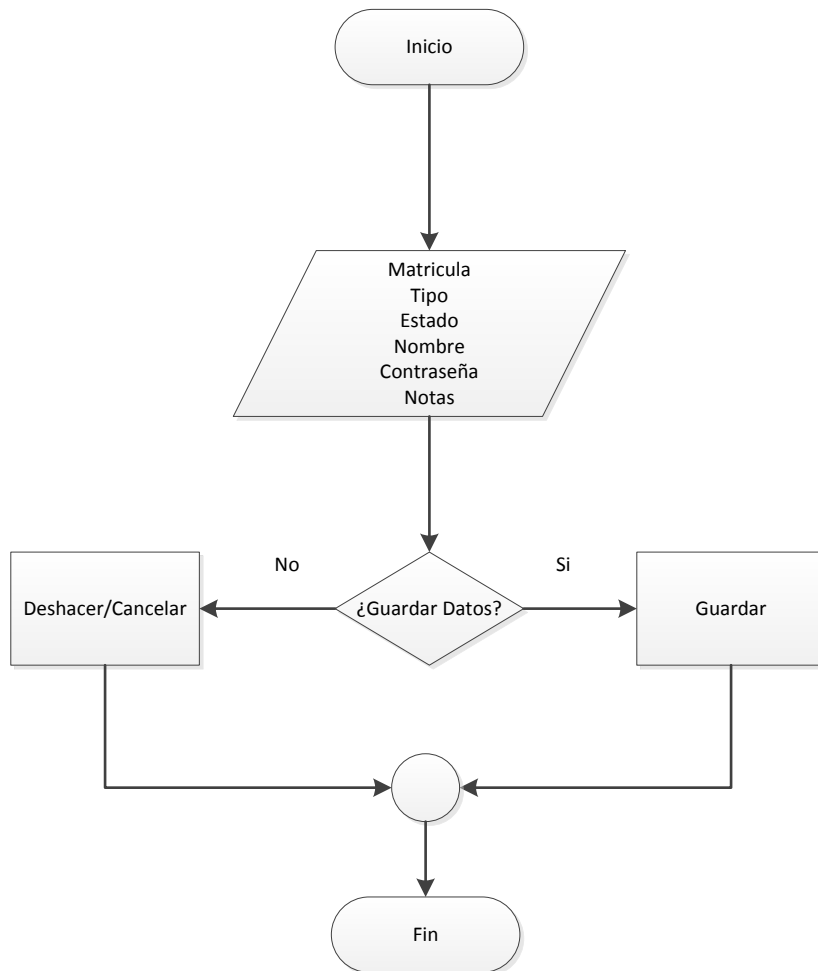 Inicio
Matricula
Tipo
Estado
Nombre
Contraseña
Notas
No
Si
Deshacer/Cancelar
¿Guardar Datos?
Guardar
Fin